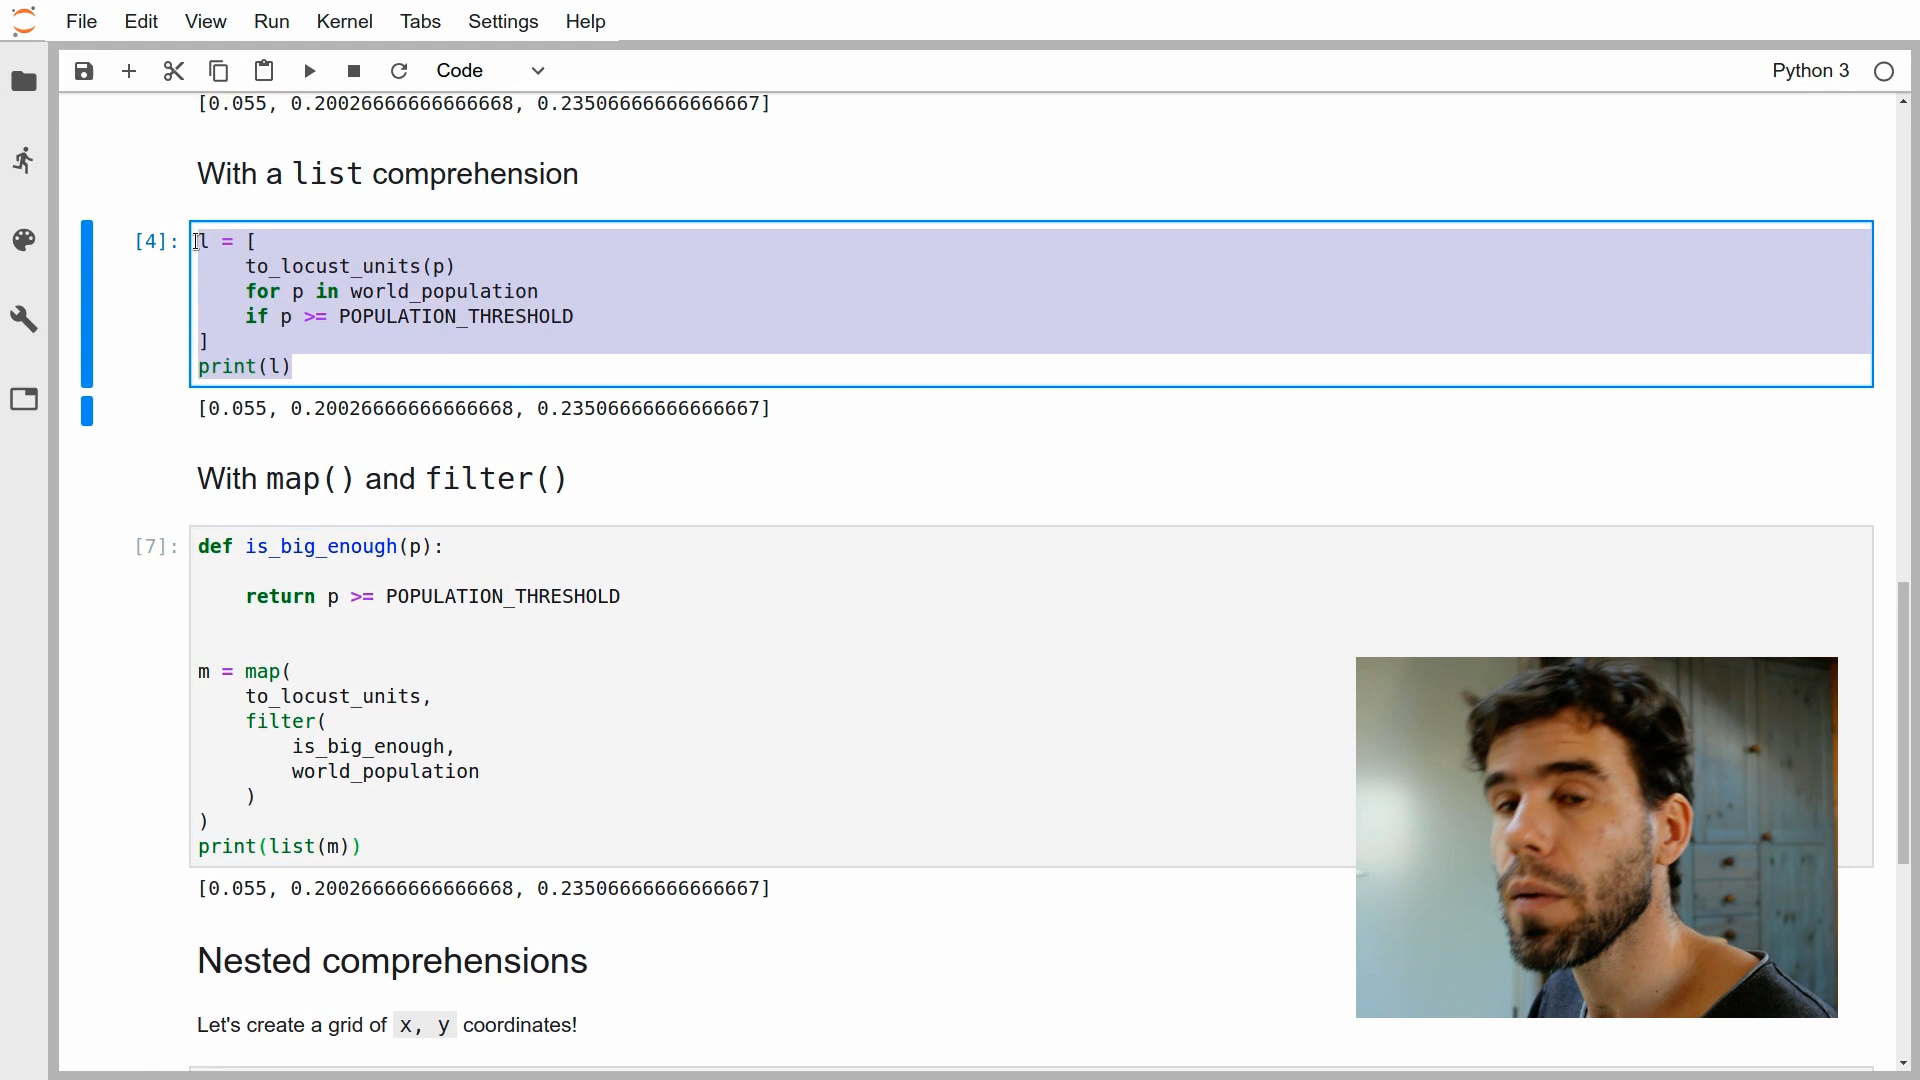 File Edit View Run Kernel Tabs Settings Help
Code
Python 3
[0.055, 0.20026666666666668, 0.23506666666666667]
With a list comprehension
[4]:
l = [
    to_locust_units(p)
    for p in world_population
    if p >= POPULATION_THRESHOLD
]
print(l)
[0.055, 0.20026666666666668, 0.23506666666666667]
With map() and filter()
[7]:
def is_big_enough(p):
    return p >= POPULATION_THRESHOLD
m = map(
    to_locust_units,
    filter(
        is_big_enough,
        world_population
    )
)
print(list(m))
[0.055, 0.20026666666666668, 0.23506666666666667]
Nested comprehensions
Let's create a grid of x, y coordinates!